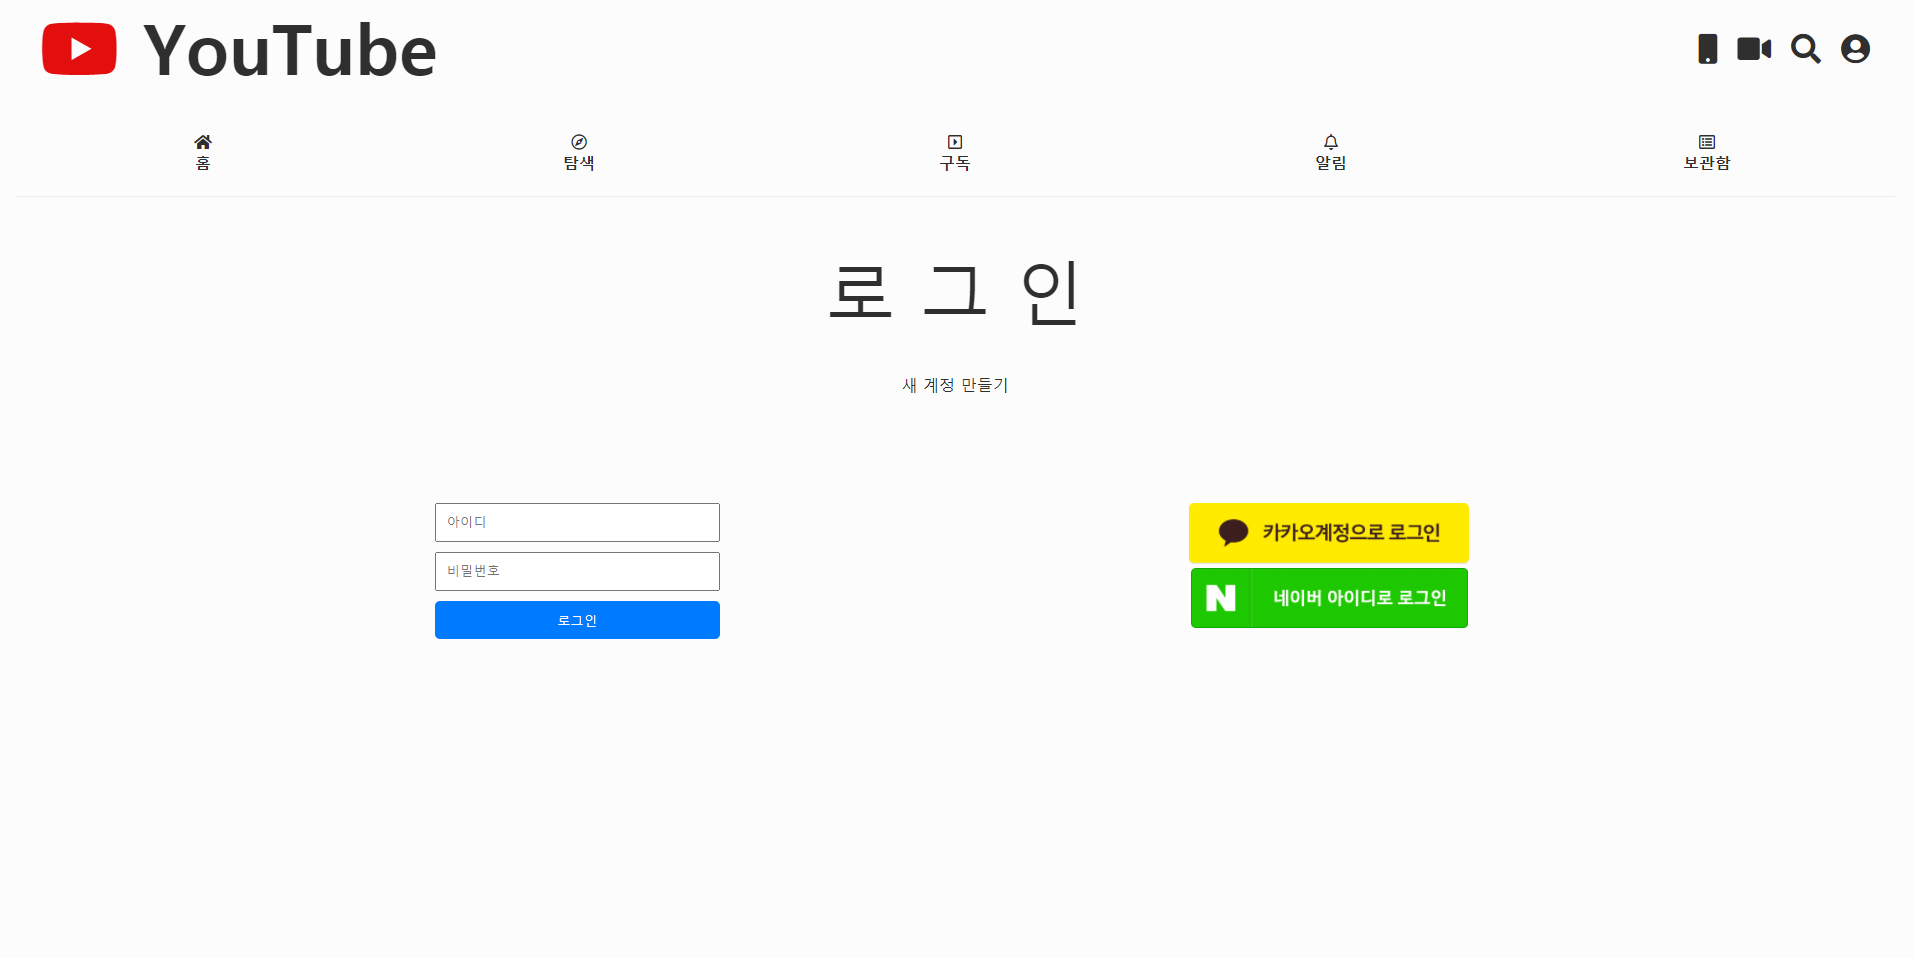 YouTube
홈
탐색
구독
알림
보관함
로 그 인
새 계정 만들기
아이디
비밀번호
로그인
카카오계정으로 로그인
N 네이버 아이디로 로그인